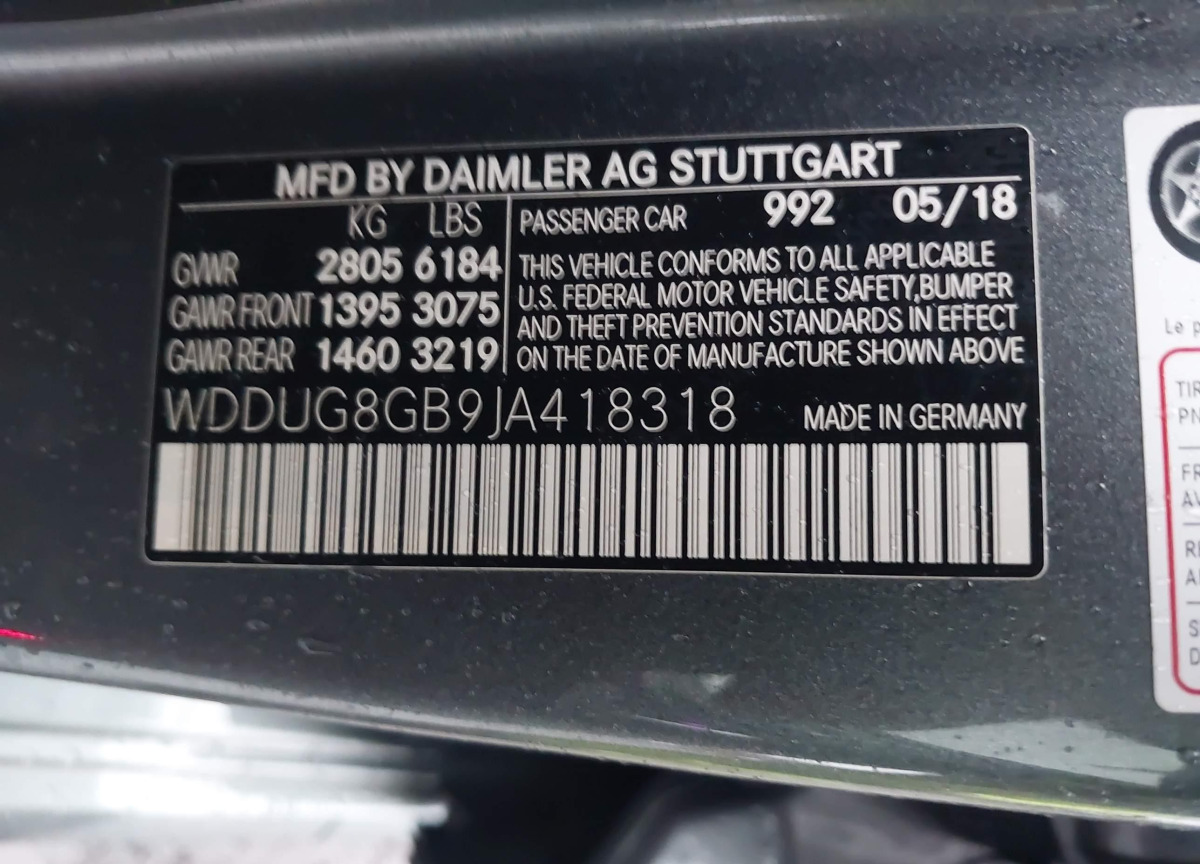 MFD BY DAIMLER AG STUTTGART
KG LBS
GVWR 2805 6184
GAWR FRONT 1395 3075
GAWR REAR 1460 3219
PASSENGER CAR 992 05/18
THIS VEHICLE CONFORMS TO ALL APPLICABLE
U.S. FEDERAL MOTOR VEHICLE SAFETY,BUMPER
AND THEFT PREVENTION STANDARDS IN EFFECT
ON THE DATE OF MANUFACTURE SHOWN ABOVE
WDDUG8GB9JA418318 MADE IN GERMANY
Le